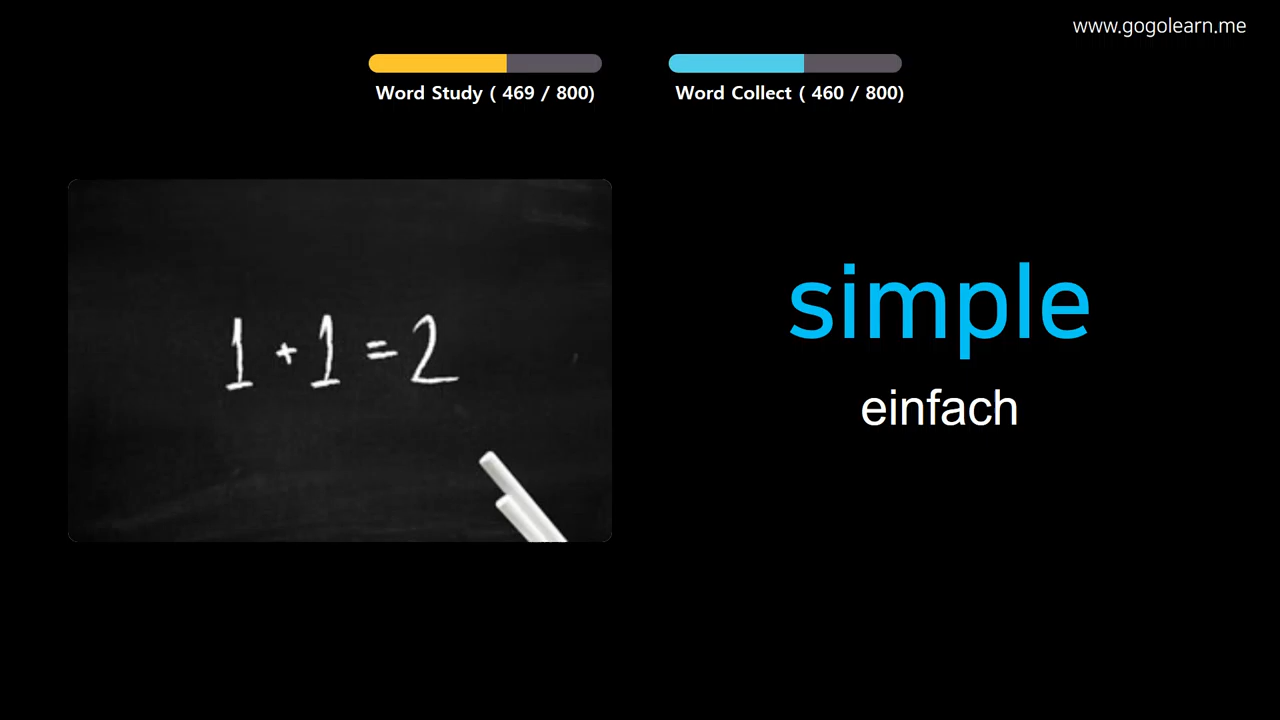 www.gogolearn.me
Word Study ( 469 / 800)
Word Collect ( 460 / 800)
1 + 1 = 2
simple
einfach